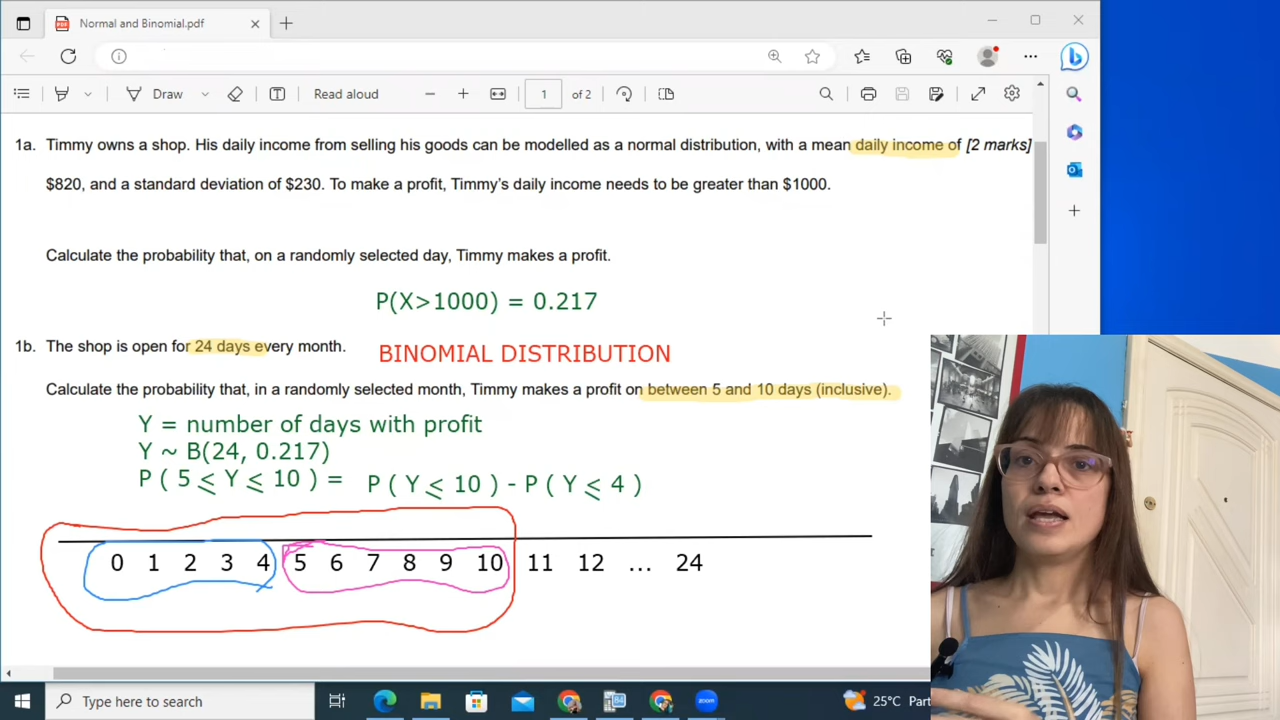 Normal and Binomial.pdf
Draw
Read aloud
1
of 2
1a. Timmy owns a shop. His daily income from selling his goods can be modelled as a normal distribution, with a mean daily income of [2 marks]
$820, and a standard deviation of $230. To make a profit, Timmy's daily income needs to be greater than $1000.
Calculate the probability that, on a randomly selected day, Timmy makes a profit.
P(X>1000) = 0.217
1b. The shop is open for 24 days every month.
BINOMIAL DISTRIBUTION
Calculate the probability that, in a randomly selected month, Timmy makes a profit on between 5 and 10 days (inclusive).
Y = number of days with profit
Y ~ B(24, 0.217)
P ( 5 ≤ Y ≤ 10 ) = P ( Y ≤ 10 ) - P ( Y ≤ 4 )
0 1 2 3 4 5 6 7 8 9 10 11 12 ... 24
Type here to search
zoom
25°C Part